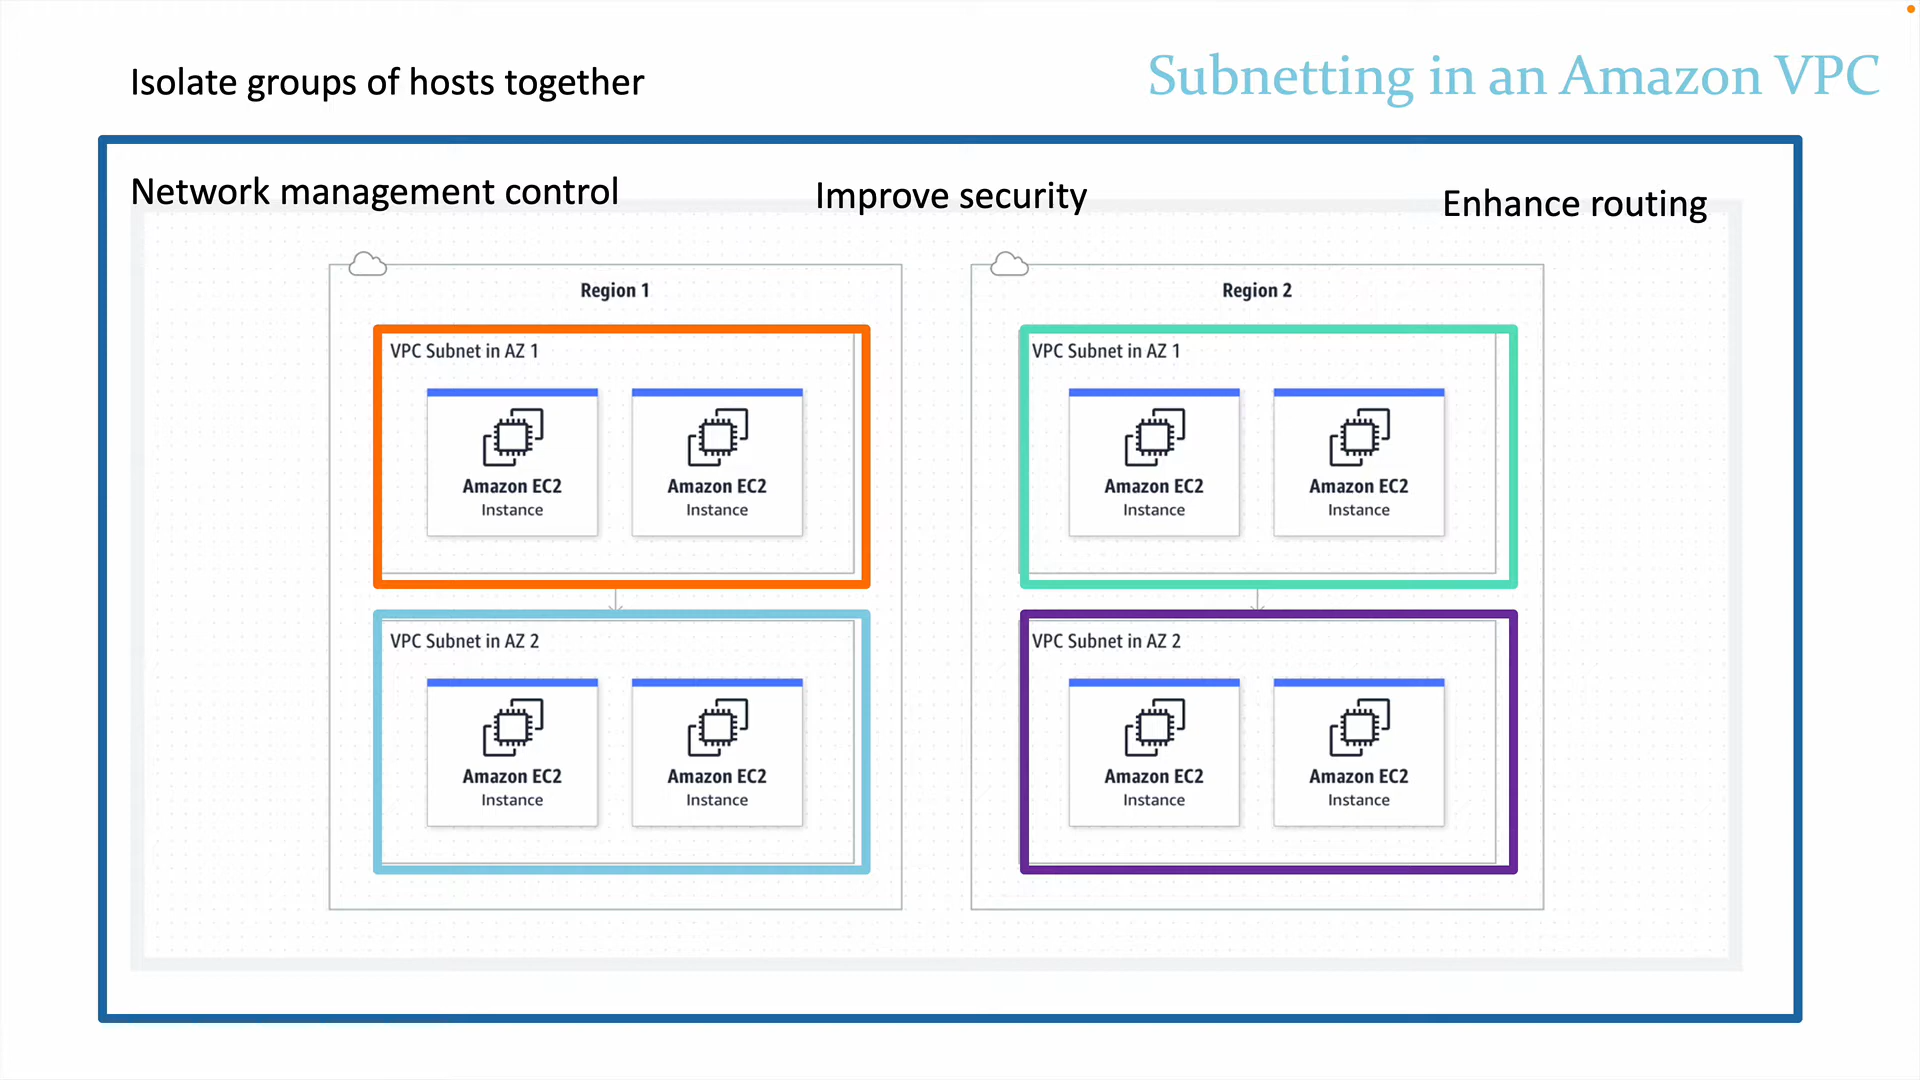 Isolate groups of hosts together
Subnetting in an Amazon VPC
Network management control
Improve security
Enhance routing
Region 1
VPC Subnet in AZ 1
Amazon EC2
Instance
Amazon EC2
Instance
VPC Subnet in AZ 2
Amazon EC2
Instance
Amazon EC2
Instance
Region 2
VPC Subnet in AZ 1
Amazon EC2
Instance
Amazon EC2
Instance
VPC Subnet in AZ 2
Amazon EC2
Instance
Amazon EC2
Instance